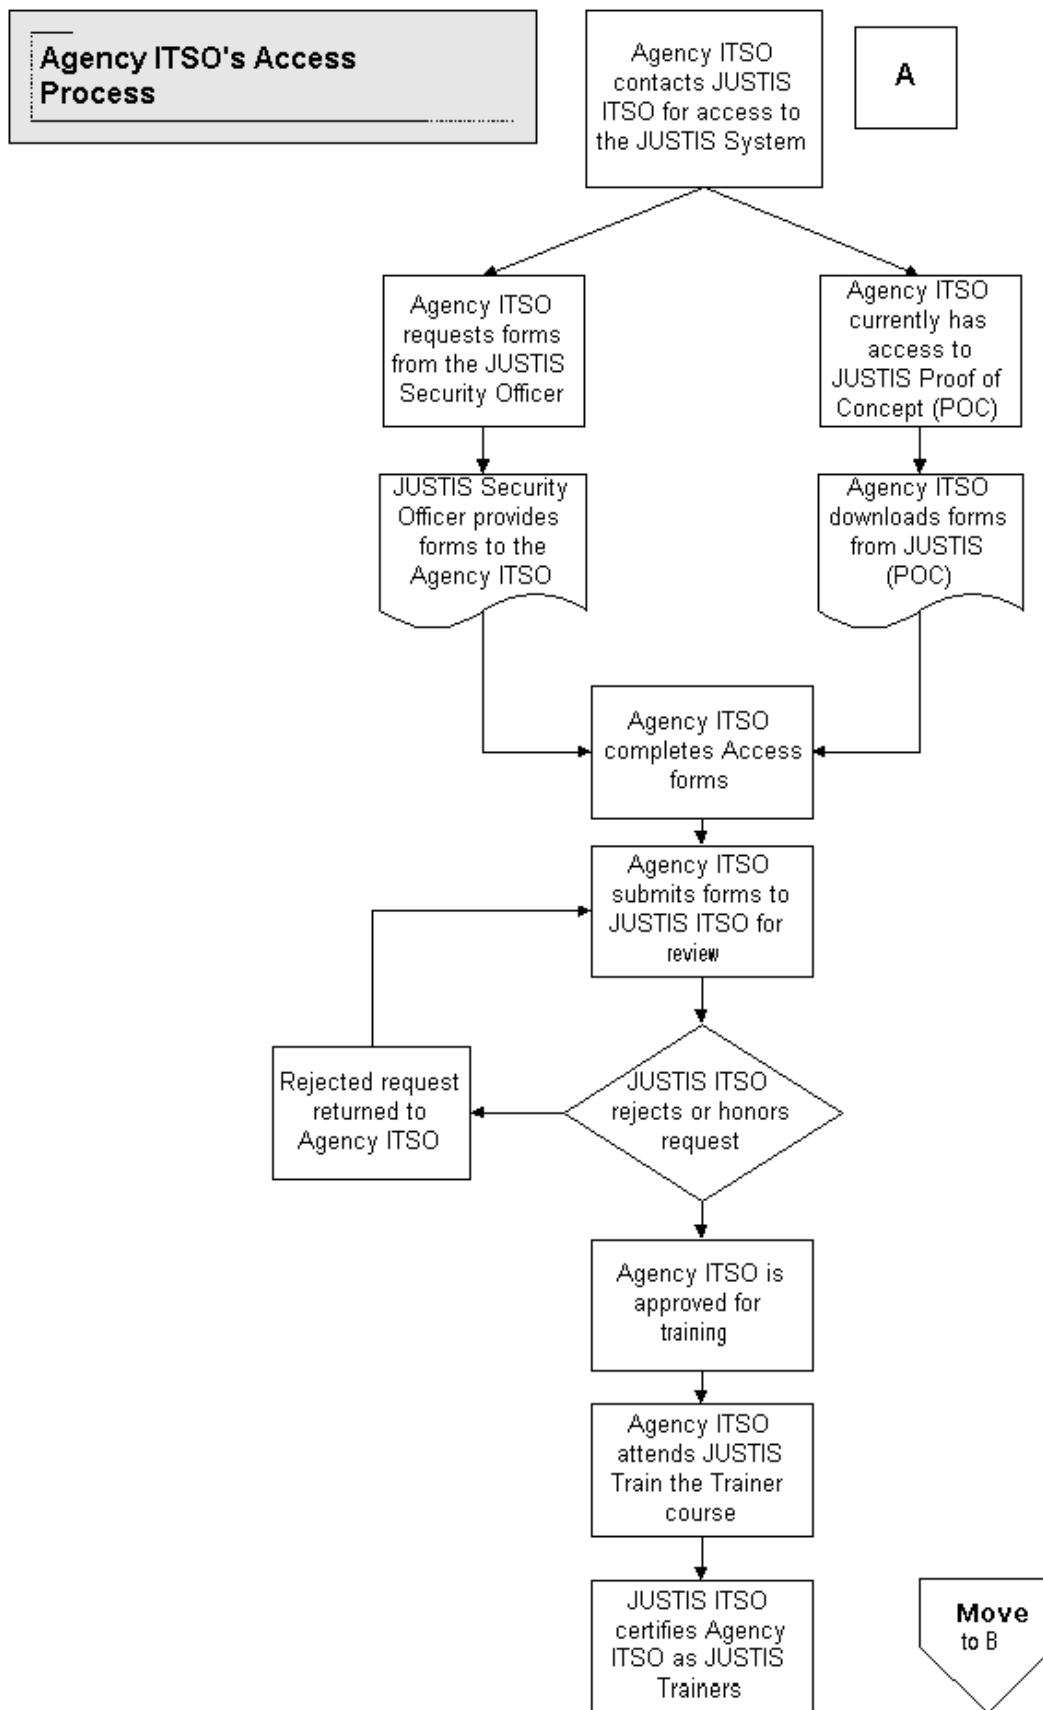 Agency ITSO's Access
Process
Agency ITSO
contacts JUSTIS
ITSO for access to
the JUSTIS System
A
Agency ITSO
requests forms
from the JUSTIS
Security Officer
Agency ITSO
currently has
access to
JUSTIS Proof of
Concept (POC)
JUSTIS Security
Officer provides
forms to the
Agency ITSO
Agency ITSO
downloads forms
from JUSTIS
(POC)
Agency ITSO
completes Access
forms
Agency ITSO
submits forms to
JUSTIS ITSO for
review
Rejected request
returned to
Agency ITSO
JUSTIS ITSO
rejects or honors
request
Agency ITSO is
approved for
training
Agency ITSO
attends JUSTIS
Train the Trainer
course
JUSTIS ITSO
certifies Agency
ITSO as JUSTIS
Trainers
Move
to B